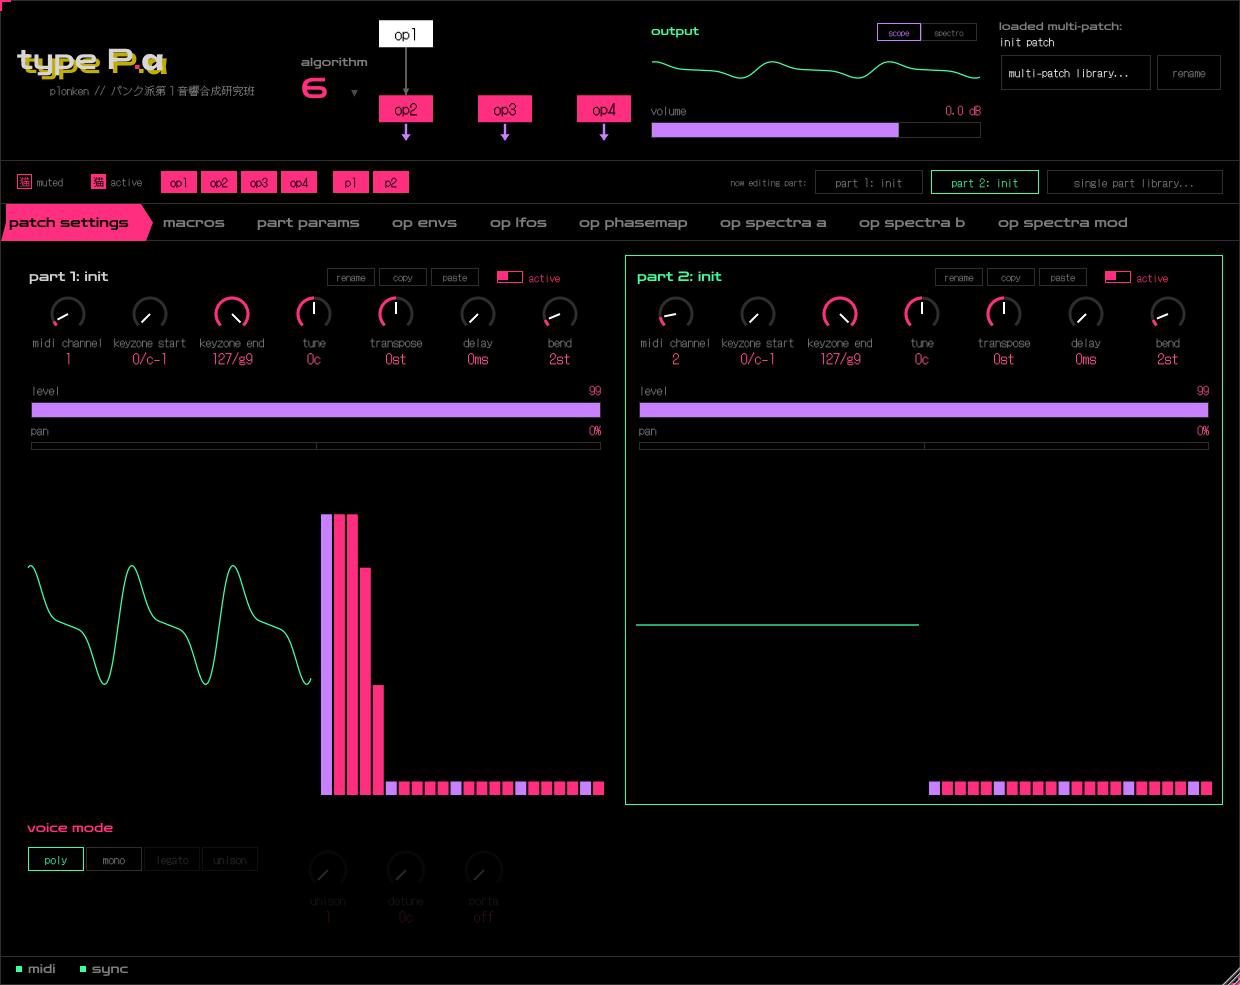 type P.a
plonken // パンク派第1音響合成研究班
algorithm
6
op1
op2
op3
op4
output
scope
spectro
volume
0.0 dB
loaded multi-patch:
init patch
multi-patch library...
rename
猫 muted
猫 active
op1
op2
op3
op4
p1
p2
now editing part:
part 1: init
part 2: init
single part library...
patch settings
macros
part params
op envs
op lfos
op phasemap
op spectra a
op spectra b
op spectra mod
part 1: init
rename
copy
paste
active
midi channel
keyzone start
keyzone end
tune
transpose
delay
bend
1
0/c-1
127/g9
0c
0st
0ms
2st
level
99
pan
0%
part 2: init
rename
copy
paste
active
midi channel
keyzone start
keyzone end
tune
transpose
delay
bend
2
0/c-1
127/g9
0c
0st
0ms
2st
level
99
pan
0%
voice mode
poly
mono
legato
unison
unison
detune
porta
1
0c
off
midi
sync